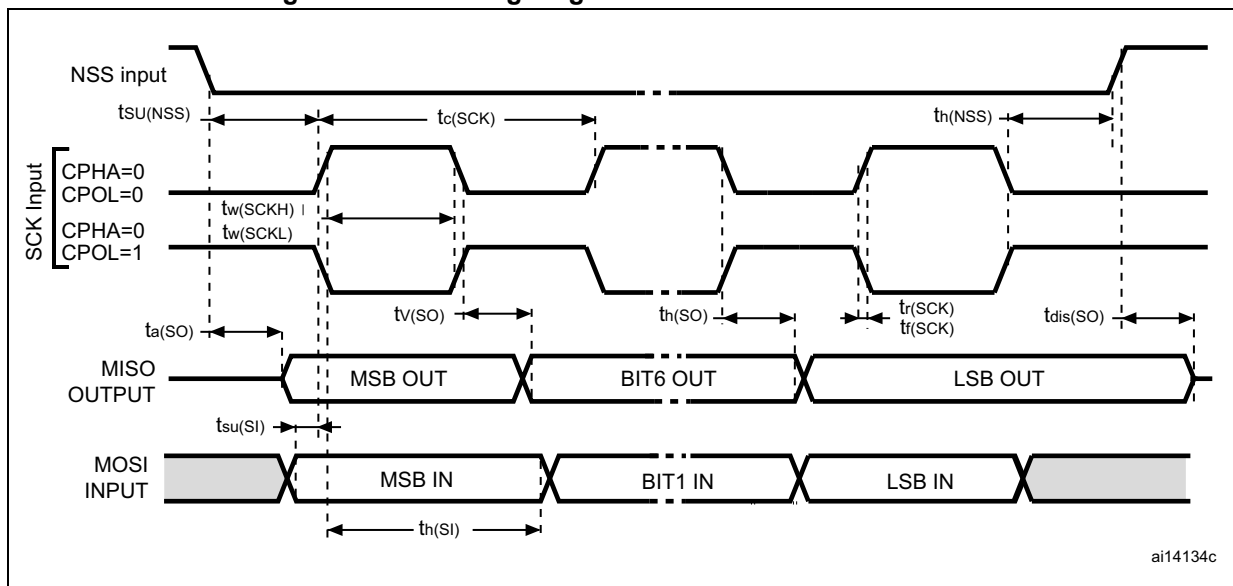 NSS input
tSU(NSS)
tc(SCK)
th(NSS)
SCK Input
CPHA=0
CPOL=0
tw(SCKH)
tw(SCKL)
CPHA=0
CPOL=1
ta(SO)
tV(SO)
th(SO)
tr(SCK)
tf(SCK)
tdis(SO)
MISO
OUTPUT
MSB OUT
BIT6 OUT
LSB OUT
tsu(SI)
MOSI
INPUT
MSB IN
BIT1 IN
LSB IN
th(SI)
ai14134c